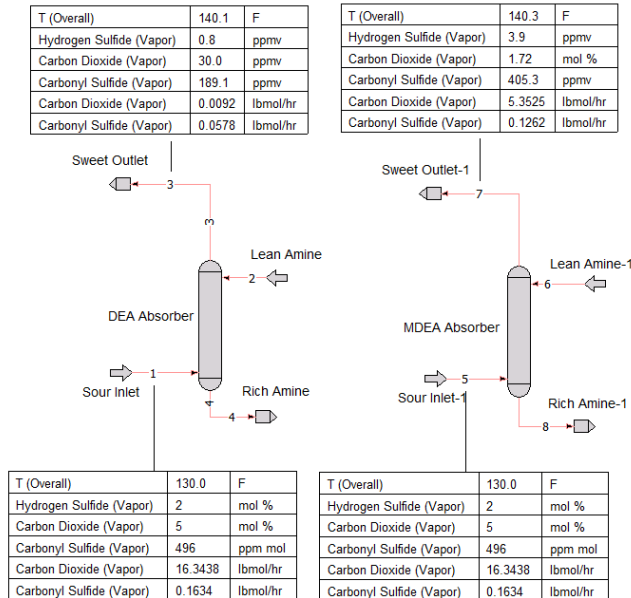 T (Overall) 140.1 F
Hydrogen Sulfide (Vapor) 0.8 ppmv
Carbon Dioxide (Vapor) 30.0 ppmv
Carbonyl Sulfide (Vapor) 189.1 ppmv
Carbon Dioxide (Vapor) 0.0092 lbmol/hr
Carbonyl Sulfide (Vapor) 0.0578 lbmol/hr
T (Overall) 140.3 F
Hydrogen Sulfide (Vapor) 3.9 ppmv
Carbon Dioxide (Vapor) 1.72 mol %
Carbonyl Sulfide (Vapor) 405.3 ppmv
Carbon Dioxide (Vapor) 5.3525 lbmol/hr
Carbonyl Sulfide (Vapor) 0.1262 lbmol/hr
Sweet Outlet
3
3
Lean Amine
2
DEA Absorber
1
Sour Inlet
4
Rich Amine
4
Sweet Outlet-1
7
Lean Amine-1
6
MDEA Absorber
5
Sour Inlet-1
Rich Amine-1
8
T (Overall) 130.0 F
Hydrogen Sulfide (Vapor) 2 mol %
Carbon Dioxide (Vapor) 5 mol %
Carbonyl Sulfide (Vapor) 496 ppm mol
Carbon Dioxide (Vapor) 16.3438 lbmol/hr
Carbonyl Sulfide (Vapor) 0.1634 lbmol/hr
T (Overall) 130.0 F
Hydrogen Sulfide (Vapor) 2 mol %
Carbon Dioxide (Vapor) 5 mol %
Carbonyl Sulfide (Vapor) 496 ppm mol
Carbon Dioxide (Vapor) 16.3438 lbmol/hr
Carbonyl Sulfide (Vapor) 0.1634 lbmol/hr